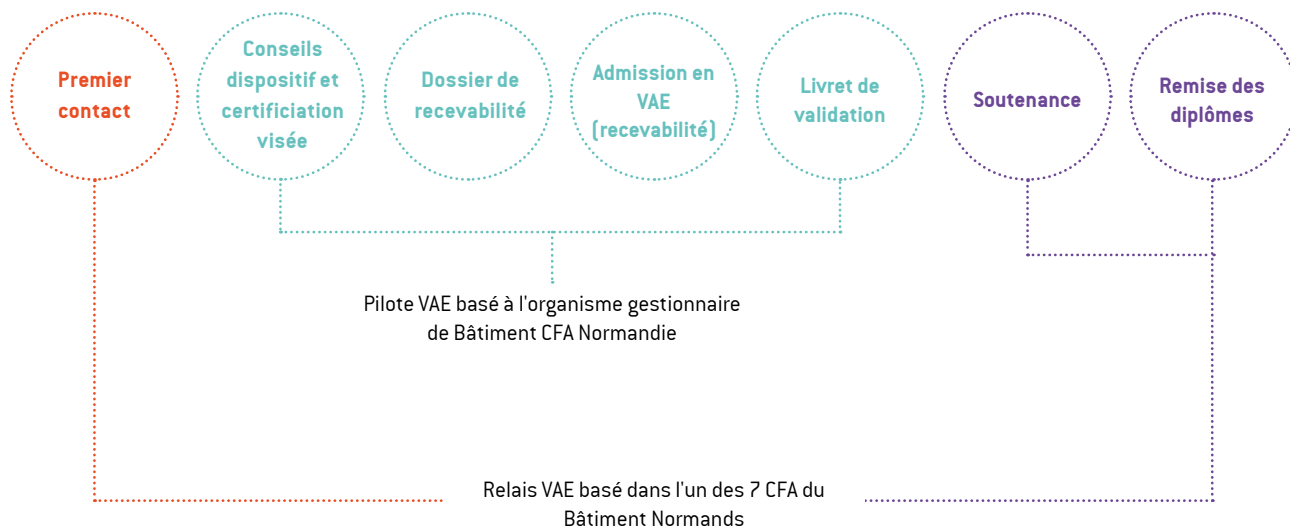 Premier
contact
Conseils
dispositif et
certificiation
visée
Dossier de
recevabilité
Admission en
VAE
(recevabilité)
Livret de
validation
Soutenance
Remise des
diplômes
Pilote VAE basé à l'organisme gestionnaire
de Bâtiment CFA Normandie
Relais VAE basé dans l'un des 7 CFA du
Bâtiment Normands